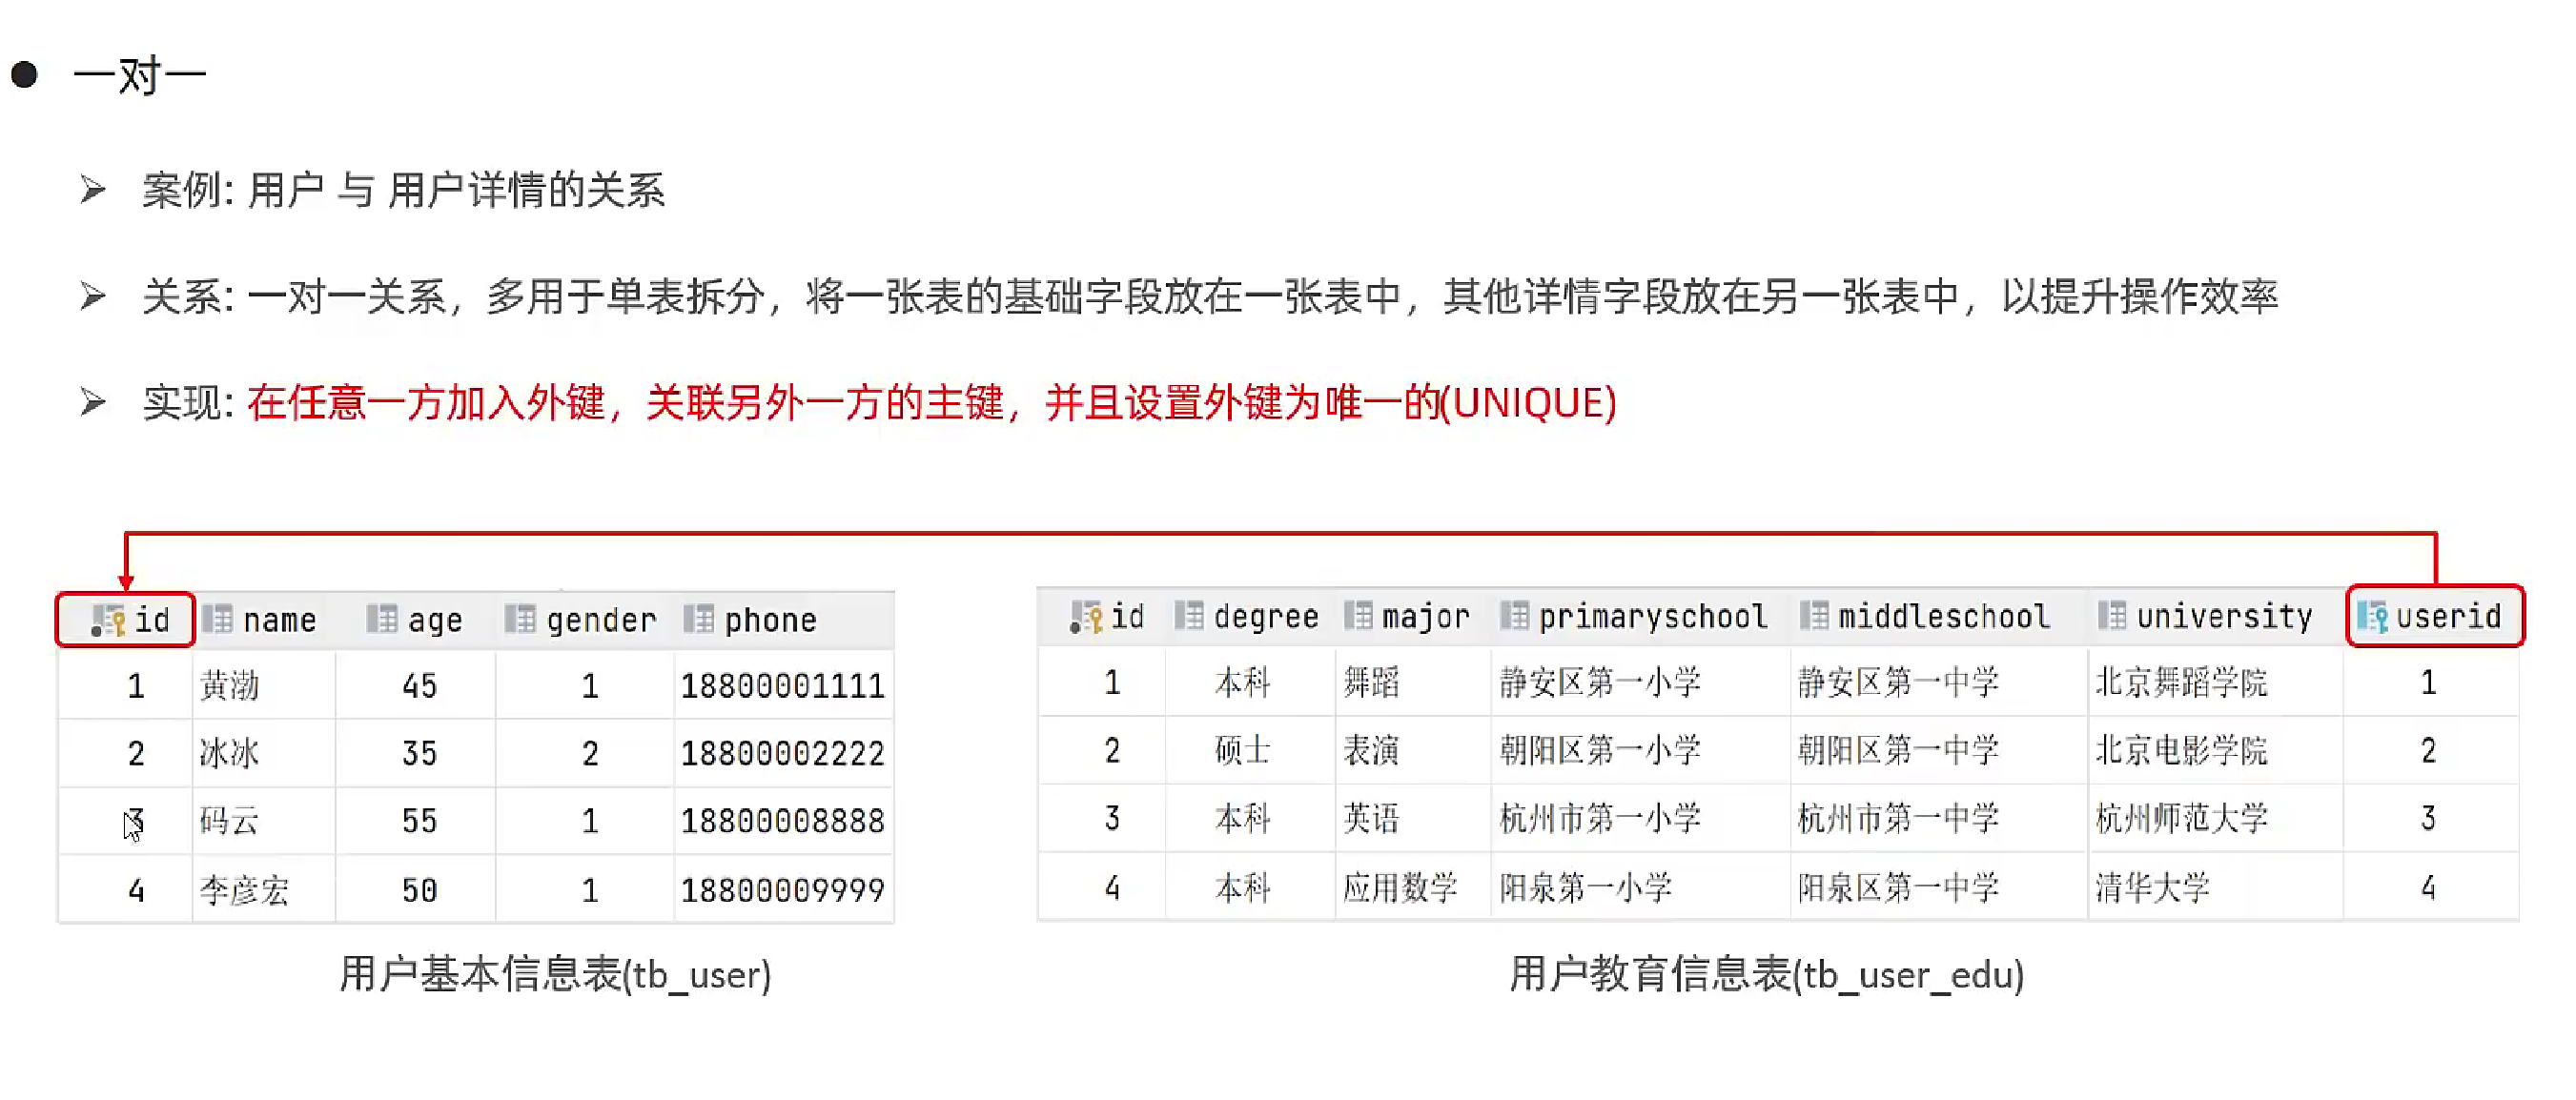 ● 一对一
➢ 案例: 用户 与 用户详情的关系
➢ 关系: 一对一关系，多用于单表拆分，将一张表的基础字段放在一张表中，其他详情字段放在另一张表中，以提升操作效率
➢ 实现: 在任意一方加入外键，关联另外一方的主键，并且设置外键为唯一的(UNIQUE)
id name age gender phone
1 黄渤 45 1 18800001111
2 冰冰 35 2 18800002222
3 码云 55 1 18800008888
4 李彦宏 50 1 18800009999
用户基本信息表(tb_user)
id degree major primaryschool middleschool university userid
1 本科 舞蹈 静安区第一小学 静安区第一中学 北京舞蹈学院 1
2 硕士 表演 朝阳区第一小学 朝阳区第一中学 北京电影学院 2
3 本科 英语 杭州市第一小学 杭州市第一中学 杭州师范大学 3
4 本科 应用数学 阳泉第一小学 阳泉区第一中学 清华大学 4
用户教育信息表(tb_user_edu)